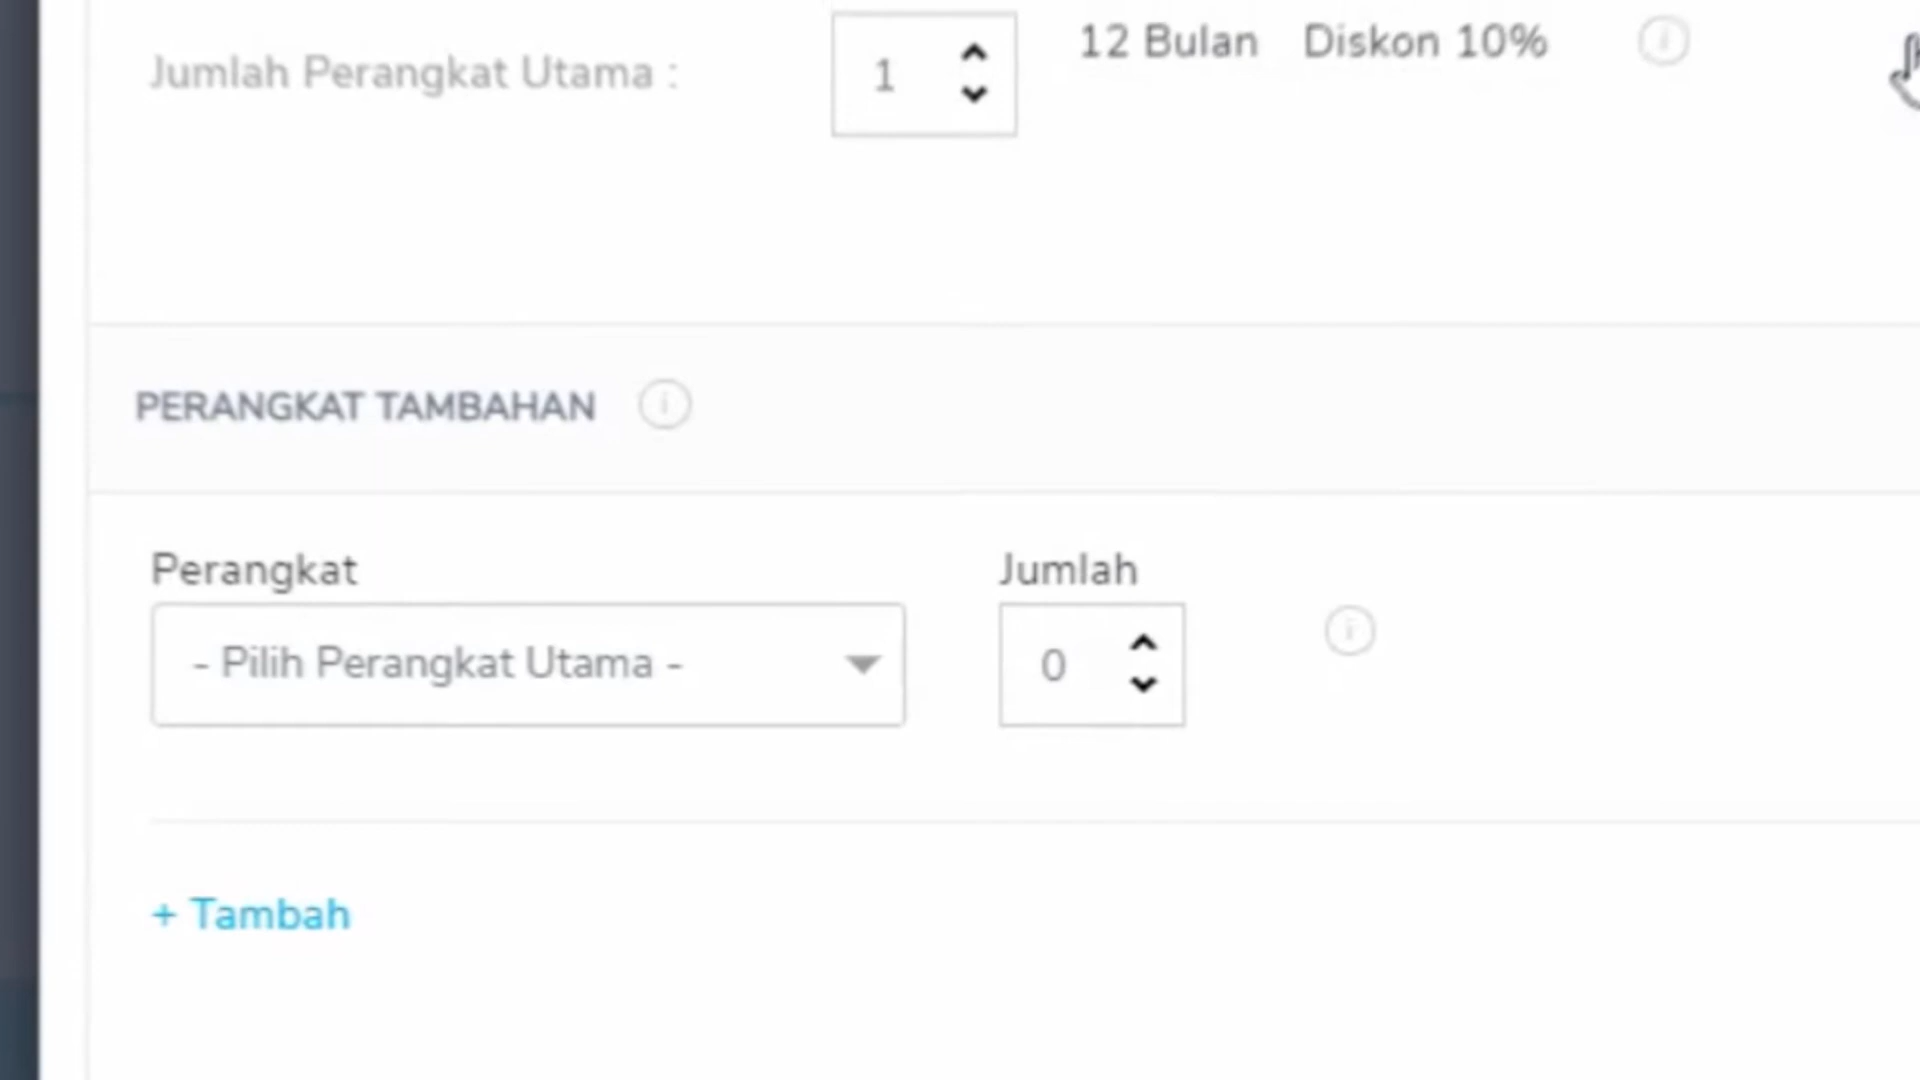 Jumlah Perangkat Utama :
1
12 Bulan Diskon 10%
PERANGKAT TAMBAHAN
Perangkat Jumlah
- Pilih Perangkat Utama - 0
+ Tambah